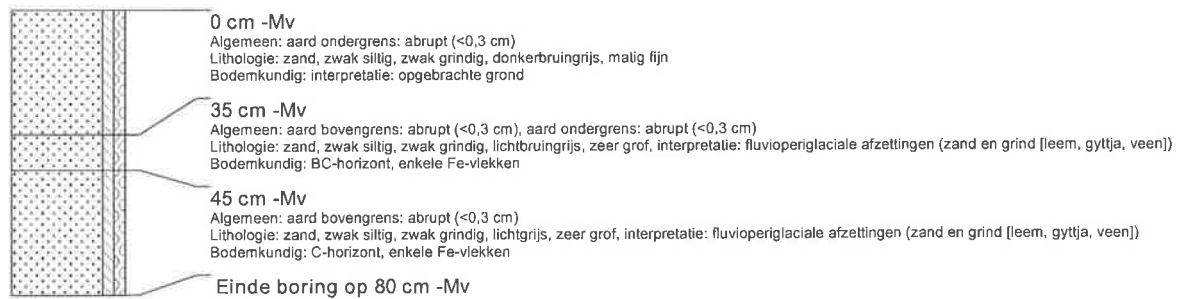 0 cm -Mv
Algemeen: aard ondergrens: abrupt (<0,3 cm)
Lithologie: zand, zwak siltig, zwak grindig, donkerbruingrijs, matig fijn
Bodemkundig: interpretatie: opgebrachte grond
35 cm -Mv
Algemeen: aard bovengrens: abrupt (<0,3 cm), aard ondergrens: abrupt (<0,3 cm)
Lithologie: zand, zwak siltig, zwak grindig, lichtbruingrijs, zeer grof, interpretatie: fluvioperiglaciale afzettingen (zand en grind [leem, gyttja, veen])
Bodemkundig: BC-horizont, enkele Fe-vlekken
45 cm -Mv
Algemeen: aard bovengrens: abrupt (<0,3 cm)
Lithologie: zand, zwak siltig, zwak grindig, lichtgrijs, zeer grof, interpretatie: fluvioperiglaciale afzettingen (zand en grind [leem, gyttja, veen])
Bodemkundig: C-horizont, enkele Fe-vlekken
Einde boring op 80 cm -Mv